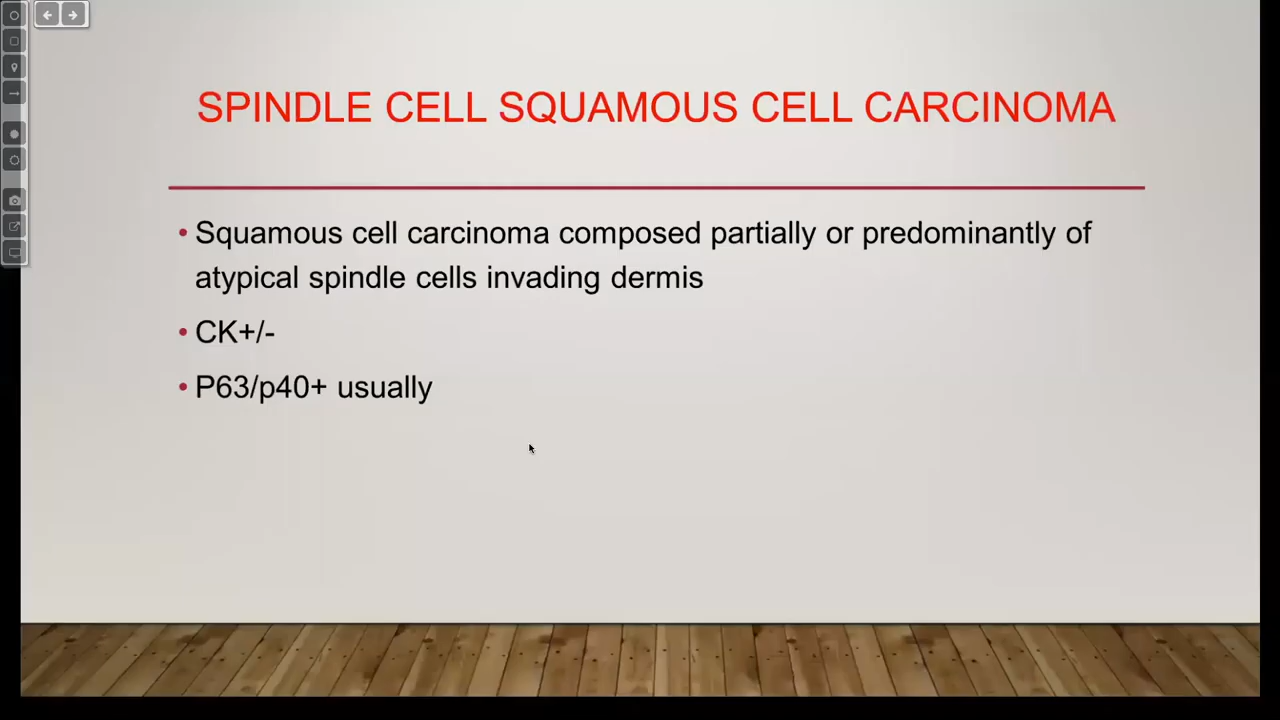 SPINDLE CELL SQUAMOUS CELL CARCINOMA
• Squamous cell carcinoma composed partially or predominantly of
atypical spindle cells invading dermis
• CK+/-
• P63/p40+ usually